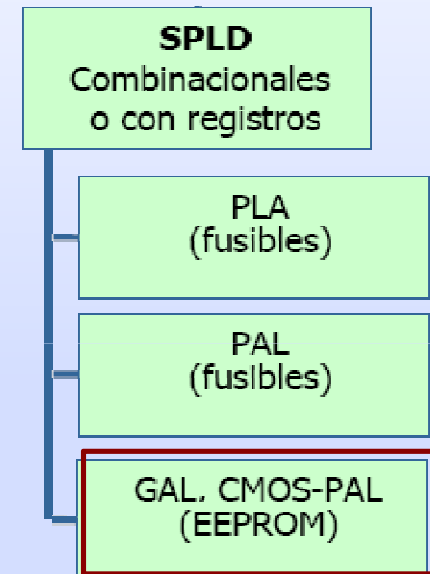 SPLD
Combinacionales
o con registros
PLA
(fusibles)
PAL
(fusibles)
GAL, CMOS-PAL
(EEPROM)